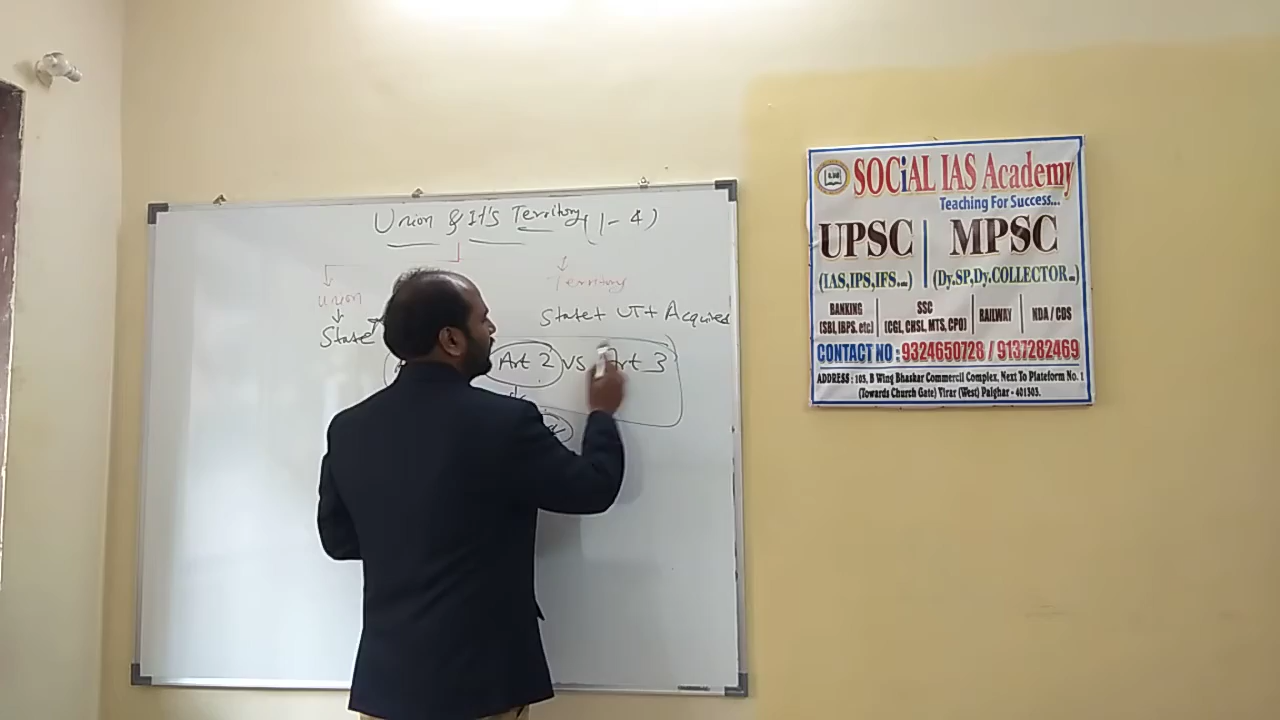 Union & It's Territory (1-4)
Union
Territory
State
State + UT + Acquired
Art 2 vs Art 3
SOCiAL IAS Academy
Teaching For Success...
UPSC
(IAS,IPS,IFS....)
MPSC
(Dy.SP,Dy.COLLECTOR...)
BANKING
(SBI,IBPS. etc)
SSC
(CGL, CHSL, MTS, CPO)
RAILWAY
NDA / CDS
CONTACT NO : 9324650728 / 9137282469
ADDRESS : 103, B Wing Bhaskar Commercil Complex, Next To Plateform No. 1
(Towards Church Gate) Virar (West) Palghar - 401303.